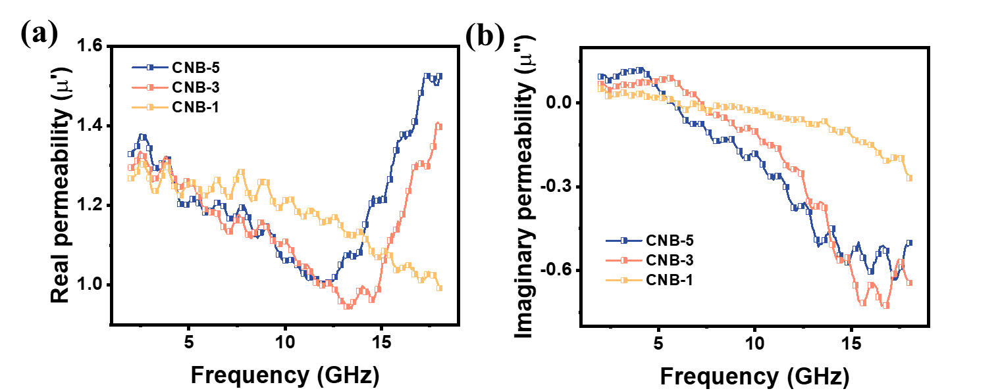 (a)
Real permeability (μ')
1.6
1.4
1.2
1.0
CNB-5
CNB-3
CNB-1
5
10
15
Frequency (GHz)
(b)
Imaginary permeability (μ")
0.0
-0.3
-0.6
CNB-5
CNB-3
CNB-1
5
10
15
Frequency (GHz)